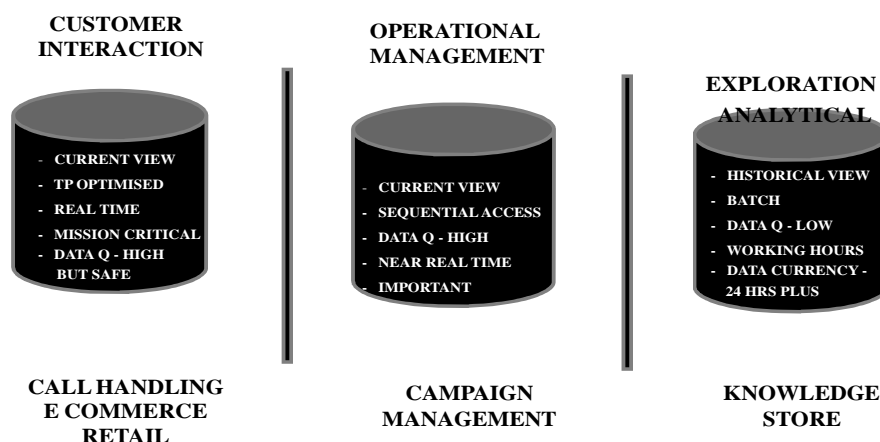 CUSTOMER
INTERACTION
- CURRENT VIEW
- TP OPTIMISED
- REAL TIME
- MISSION CRITICAL
- DATA Q - HIGH
BUT SAFE
CALL HANDLING
E COMMERCE
RETAIL
OPERATIONAL
MANAGEMENT
- CURRENT VIEW
- SEQUENTIAL ACCESS
- DATA Q - HIGH
- NEAR REAL TIME
- IMPORTANT
CAMPAIGN
MANAGEMENT
EXPLORATION
ANALYTICAL
- HISTORICAL VIEW
- BATCH
- DATA Q - LOW
- WORKING HOURS
- DATA CURRENCY -
24 HRS PLUS
KNOWLEDGE
STORE